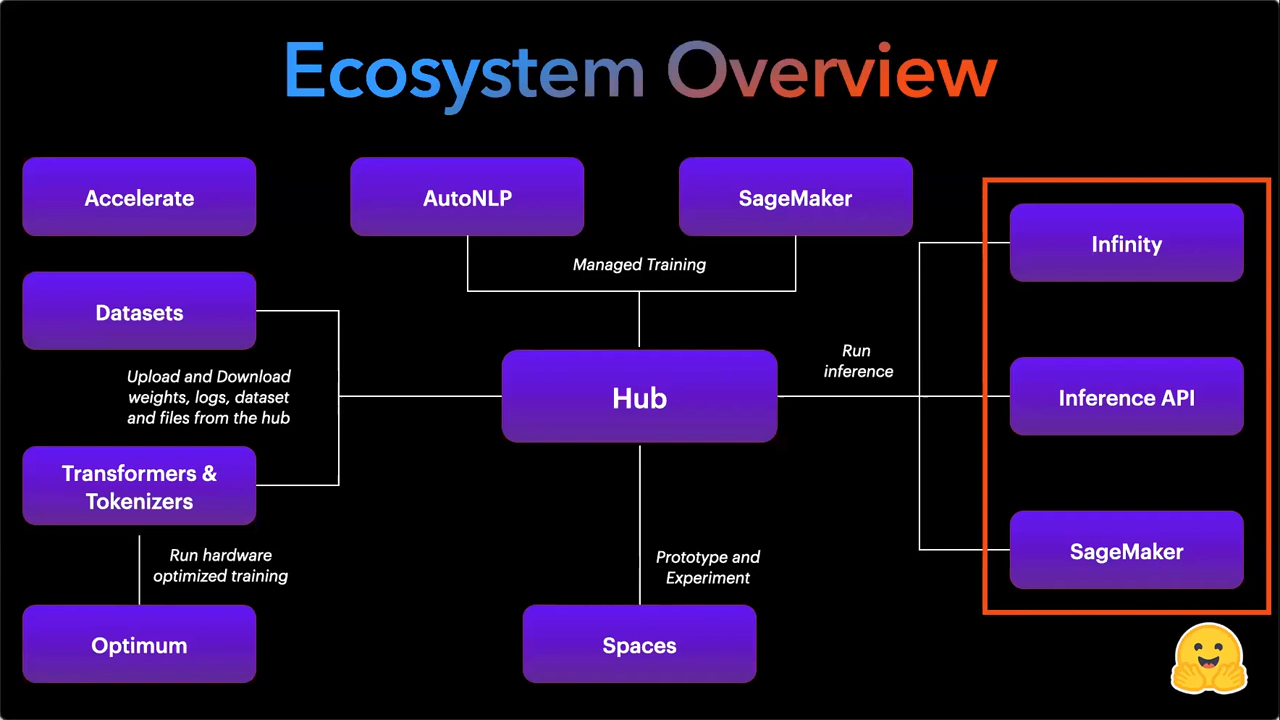 Ecosystem Overview
Accelerate
AutoNLP
SageMaker
Managed Training
Infinity
Datasets
Upload and Download
weights, logs, dataset
and files from the hub
Hub
Run
inference
Inference API
Transformers &
Tokenizers
Run hardware
optimized training
Prototype and
Experiment
SageMaker
Optimum
Spaces